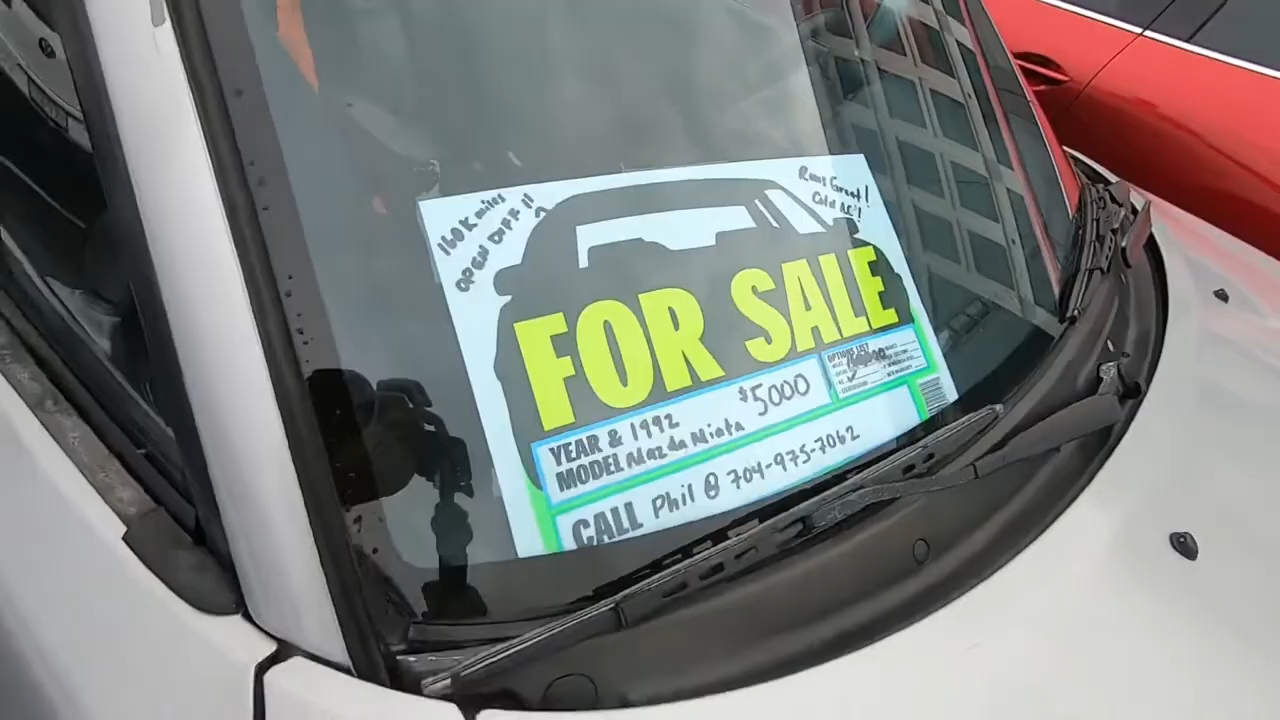 160K miles
OPEN DIFF!!
Runs Great!
Cold AC!
FOR SALE
YEAR & 1992
MODEL Mazda Miata
$5000
OPTIONS LIST
CALL Phil @ 704-975-7062